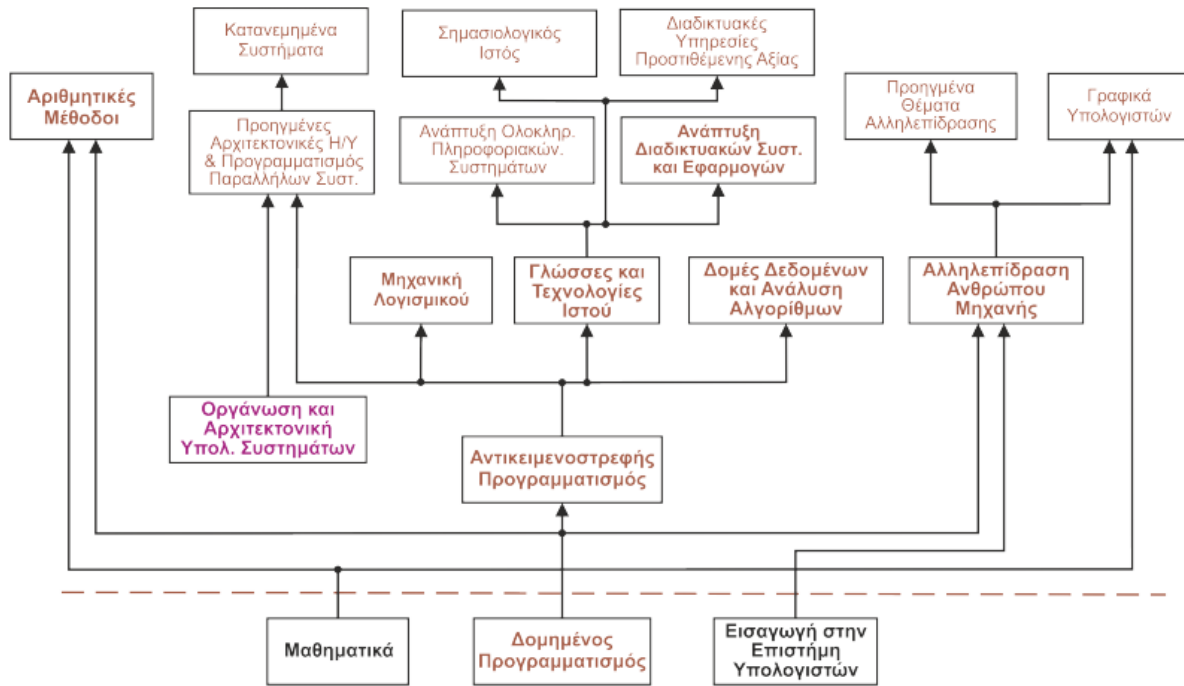 Κατανεμημένα
Συστήματα
Σημασιολογικός
Ιστός
Διαδικτυακές
Υπηρεσίες
Προστιθέμενης Αξίας
Αριθμητικές
Μέθοδοι
Προηγμένες
Αρχιτεκτονικές Η/Υ
& Προγραμματισμός
Παραλλήλων Συστ.
Ανάπτυξη Ολοκληρ.
Πληροφοριακών.
Συστημάτων
Ανάπτυξη
Διαδικτυακών Συστ.
και Εφαρμογών
Προηγμένα
Θέματα
Αλληλεπίδρασης
Γραφικά
Υπολογιστών
Μηχανική
Λογισμικού
Γλώσσες και
Τεχνολογίες
Ιστού
Δομές Δεδομένων
και Ανάλυση
Αλγορίθμων
Αλληλεπίδραση
Ανθρώπου
Μηχανής
Οργάνωση και
Αρχιτεκτονική
Υπολ. Συστημάτων
Αντικειμενοστρεφής
Προγραμματισμός
Μαθηματικά
Δομημένος
Προγραμματισμός
Εισαγωγή στην
Επιστήμη
Υπολογιστών